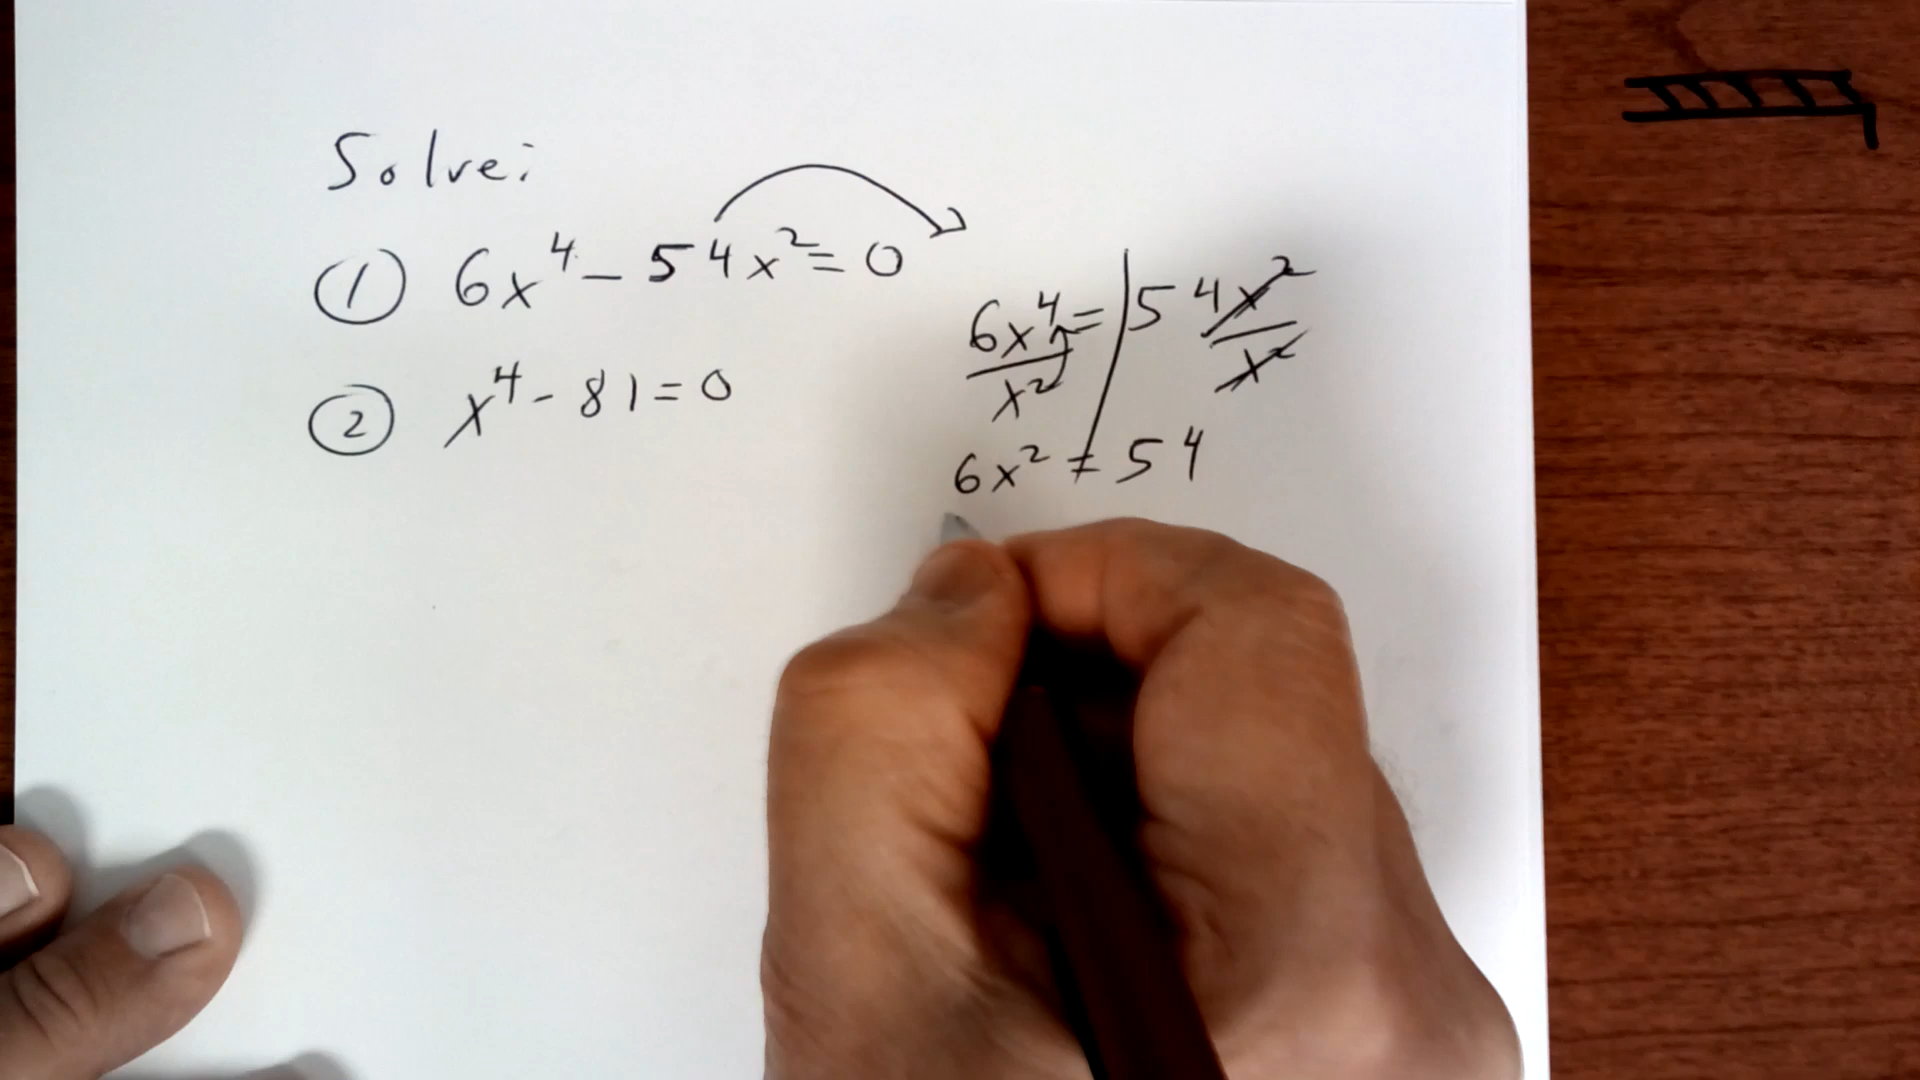 Solve:
① 6x⁴ - 54x² = 0
② x⁴ - 81 = 0
6x⁴ = 54x²
x² x²
6x² = 54